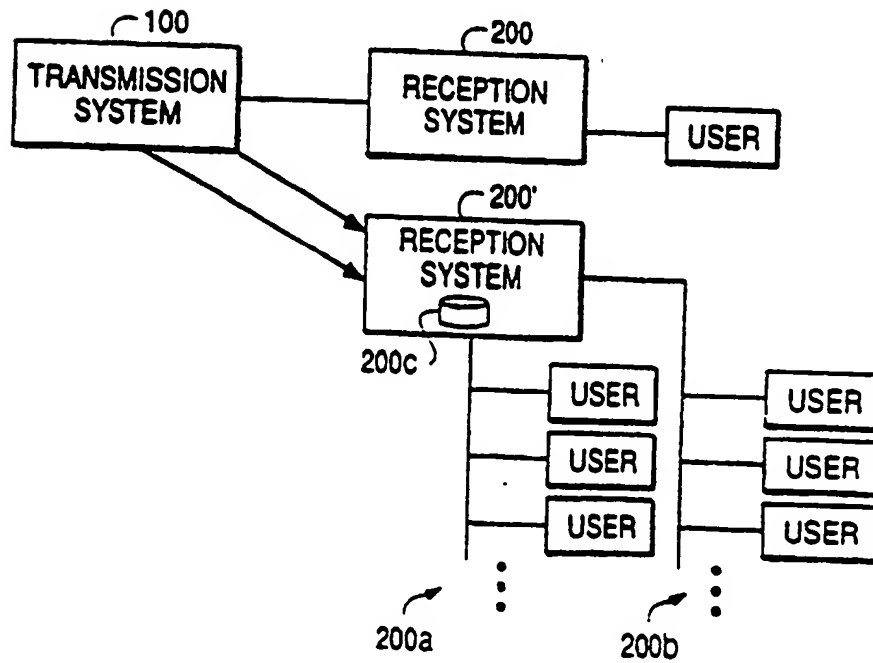 100
TRANSMISSION
SYSTEM
200
RECEPTION
SYSTEM
USER
200'
RECEPTION
SYSTEM
200c
USER
USER
USER
USER
USER
USER
200a
200b